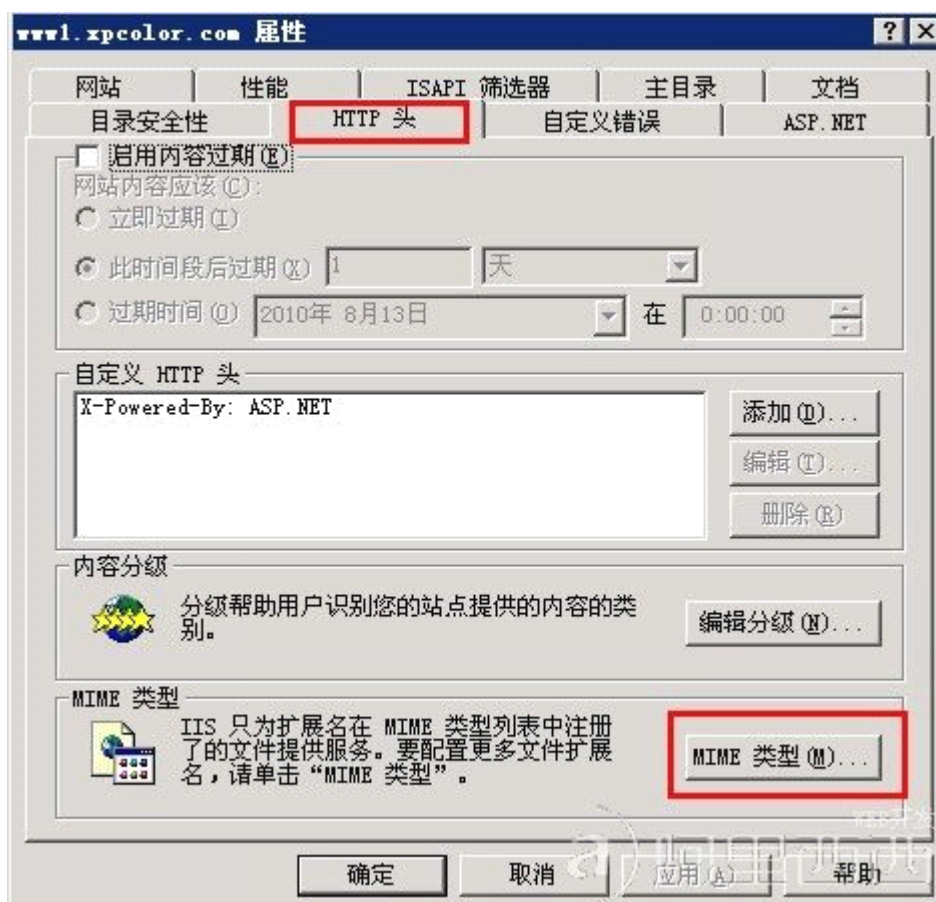 www1.xpcolor.com 属性
网站 性能 ISAPI 筛选器 主目录 文档
目录安全性 HTTP 头 自定义错误 ASP.NET
启用内容过期(E)
网站内容应该(C):
立即过期(I)
此时间段后过期(X) 1 天
过期时间(O) 2010年 8月13日 在 0:00:00
自定义 HTTP 头
X-Powered-By: ASP.NET
添加(D)...
编辑(T)...
删除(R)
内容分级
分级帮助用户识别您的站点提供的内容的类
别。
编辑分级(N)...
MIME 类型
IIS 只为扩展名在 MIME 类型列表中注册
了的文件提供服务。要配置更多文件扩展
名，请单击“MIME 类型”。
MIME 类型(M)...
WEB开发
a)阿里西西
确定 取消 应用(A) 帮助